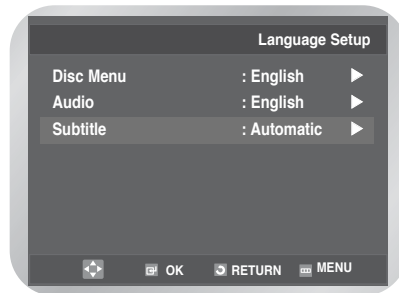 Language Setup
Disc Menu : English ▶
Audio : English ▶
Subtitle : Automatic ▶
OK RETURN MENU